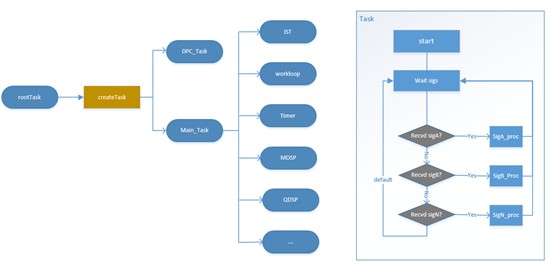 rootTask
createTask
DPC_Task
Main_Task
IST
workloop
Timer
MDSP
QDSP
...
Task
start
Wait sigs
Recvd sigA?
Yes
SigA_proc
No
Recvd sigB?
Yes
SigB_Proc
No
default
Recvd sigN?
Yes
SigN_proc